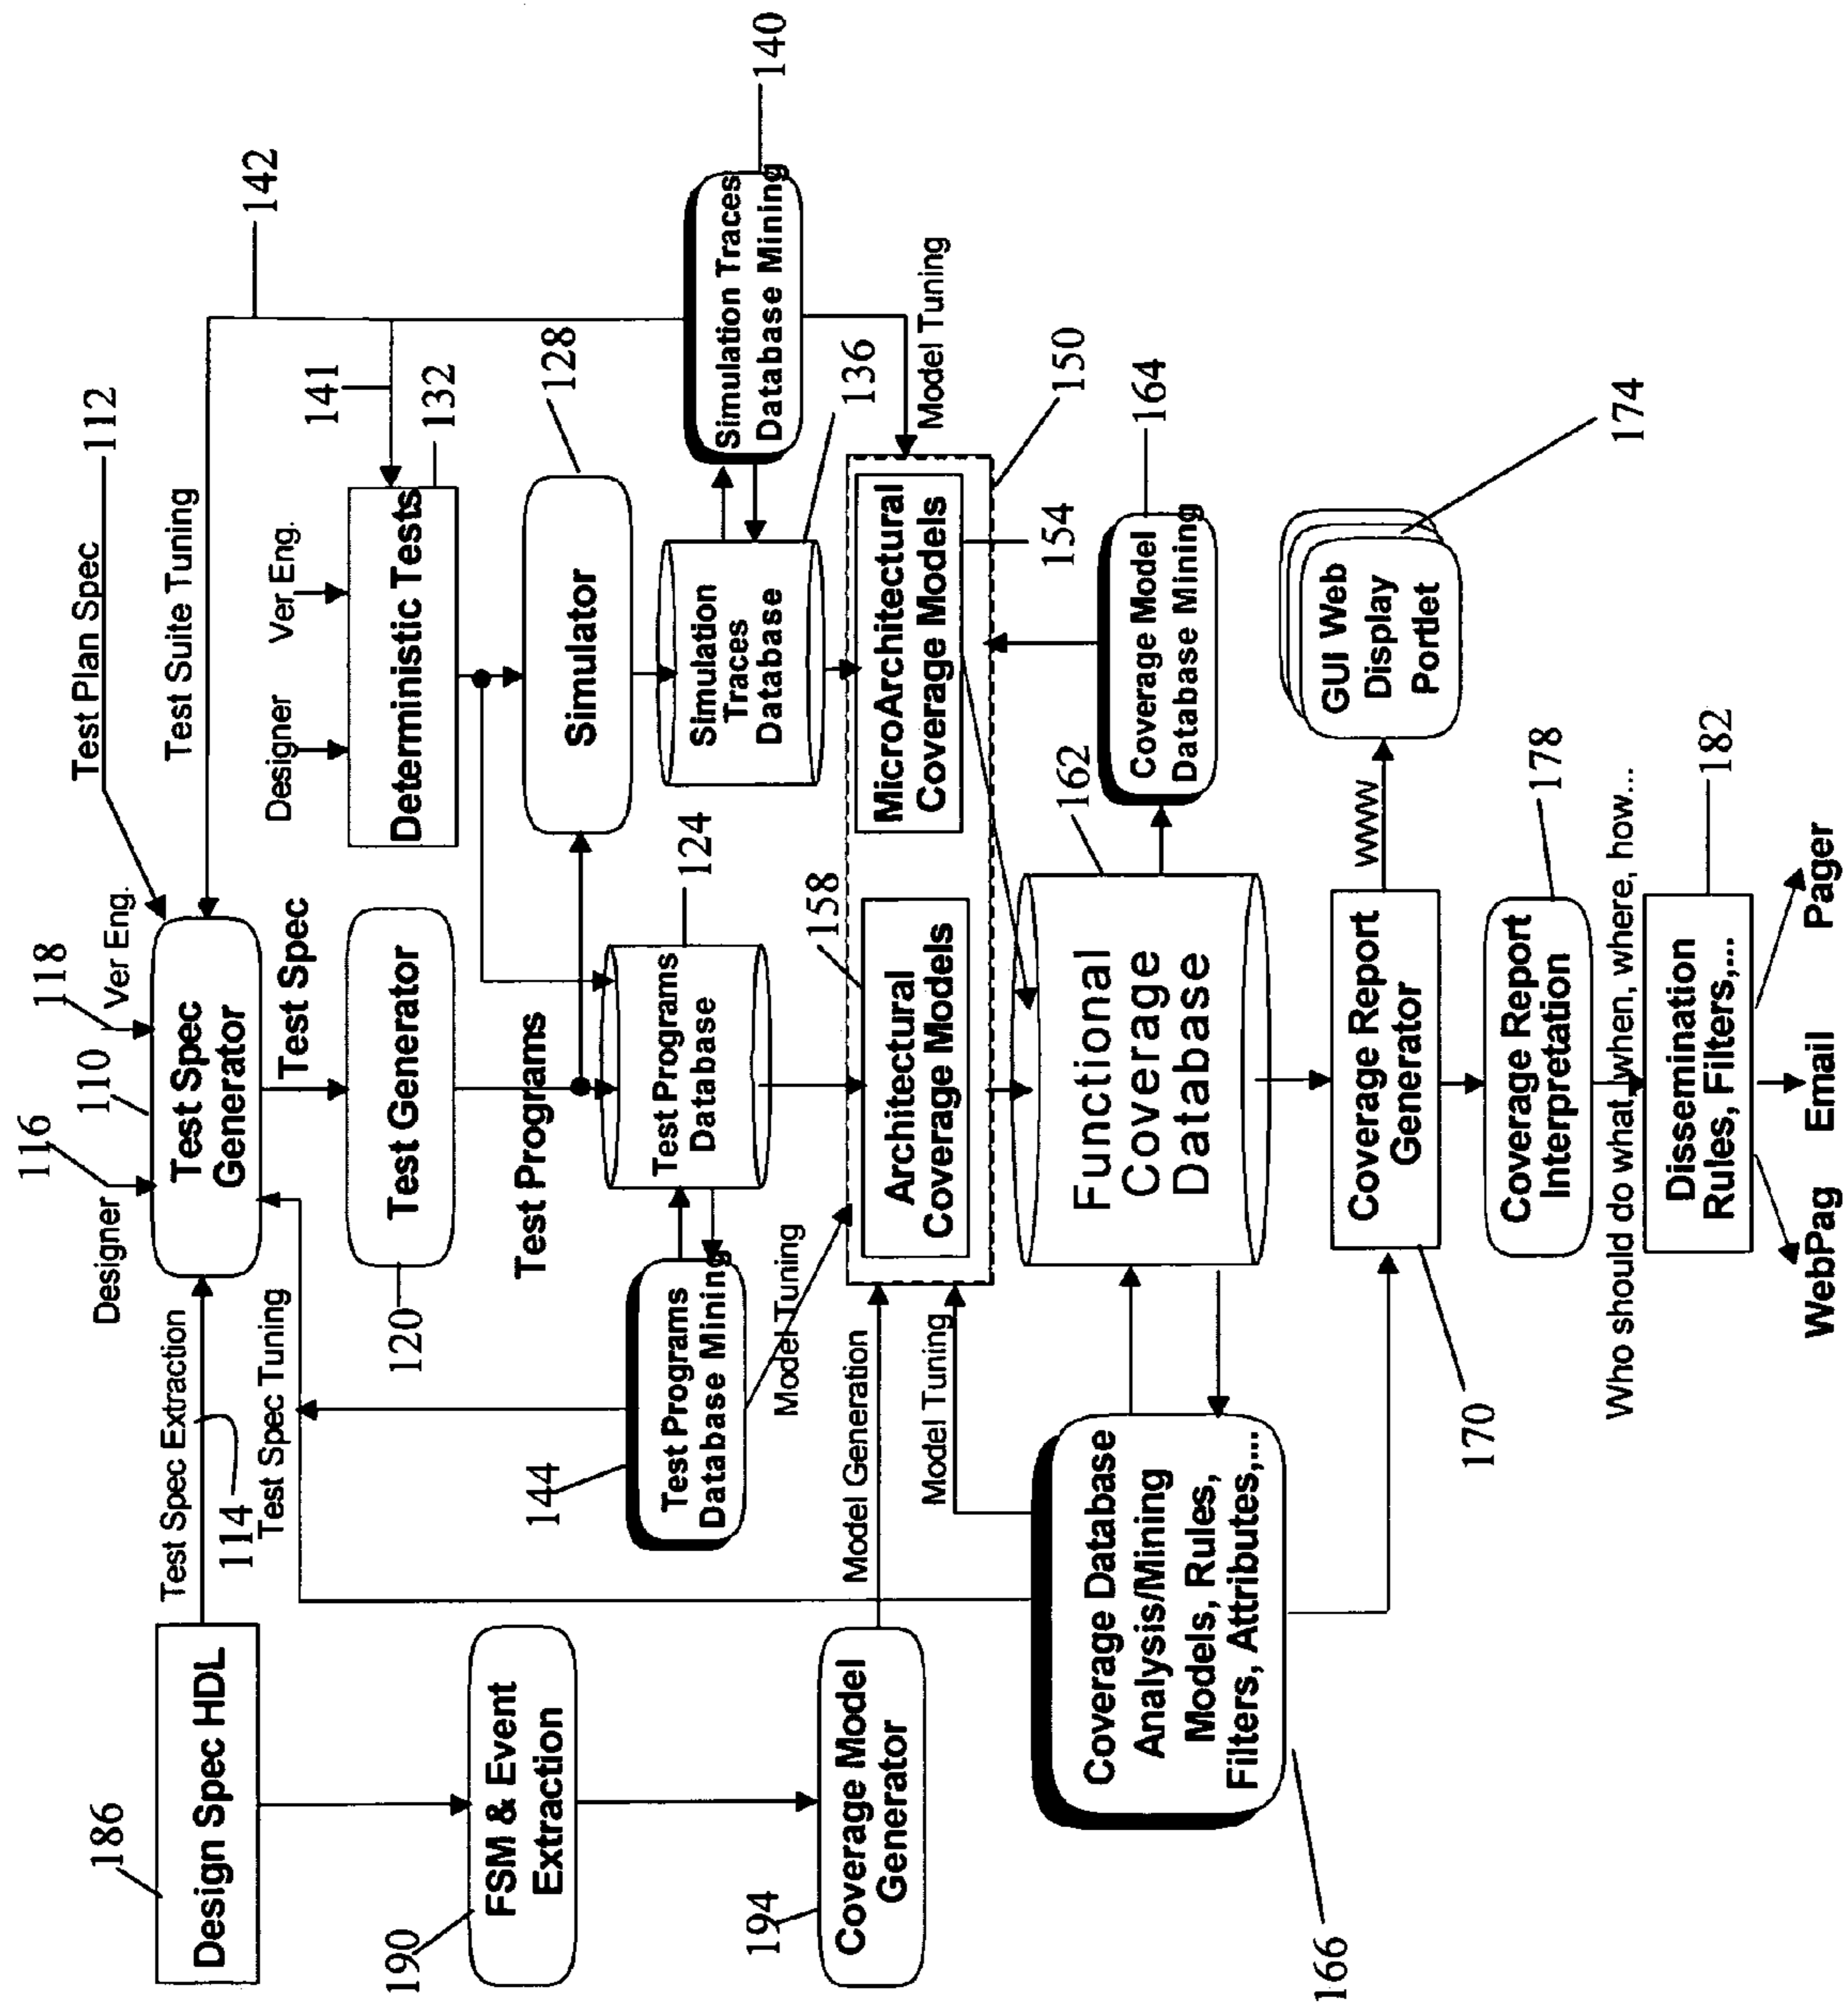 186
Design Spec HDL
190
FSM & Event
Extraction
194
Coverage Model
Generator
Test Spec Extraction
114
Test Spec Tuning
Designer
116
110
118
Ver Eng.
Test Plan Spec
112
Test Spec
Generator
Test Suite Tuning
142
Test Spec
120
Test Generator
Designer
Ver Eng.
141
Deterministic Tests
132
Test Programs
Simulator
128
144
Test Programs
Database Mining
Test Programs
Database
124
Simulation
Traces
Database
136
Simulation Traces
Database Mining
140
Model Tuning
Model Generation
Model Tuning
Model Tuning
158
Architectural
Coverage Models
MicroArchitectural
Coverage Models
154
150
166
Coverage Database
Analysis/Mining
Models, Rules,
Filters, Attributes,...
Functional
Coverage
Database
162
Coverage Model
Database Mining
164
170
Coverage Report
Generator
WWW
GUI Web
Display
Portlet
174
Coverage Report
Interpretation
178
Who should do what, when, where, how...
Dissemination
Rules, Filters,...
182
WebPag
Email
Pager